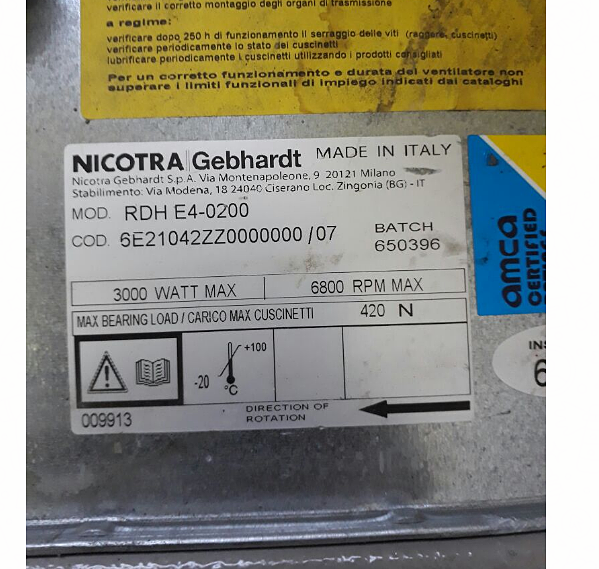 verificare il corretto montaggio degli organi di trasmissione
a regime:
verificare dopo 250 h di funzionamento il serraggio delle viti (raggere, cuscinetti)
verificare periodicamente lo stato dei cuscinetti
lubrificare periodicamente i cuscinetti utilizzando i prodotti consigliati
Per un corretto funzionamento e durata del ventilatore non
superare i limiti funzionali di impiego indicati dai cataloghi
NICOTRA Gebhardt MADE IN ITALY
Nicotra Gebhardt S.p.A. Via Montenapoleone, 9 20121 Milano
Stabilimento: Via Modena, 18 24040 Ciserano Loc. Zingonia (BG) - IT
MOD. RDH E4-0200
COD. 6E21042ZZ0000000 /07
BATCH
650396
3000 WATT MAX 6800 RPM MAX
MAX BEARING LOAD / CARICO MAX CUSCINETTI 420 N
-20 +100
°C
009913
DIRECTION OF
ROTATION
amca
CERTIFIED
INS
6